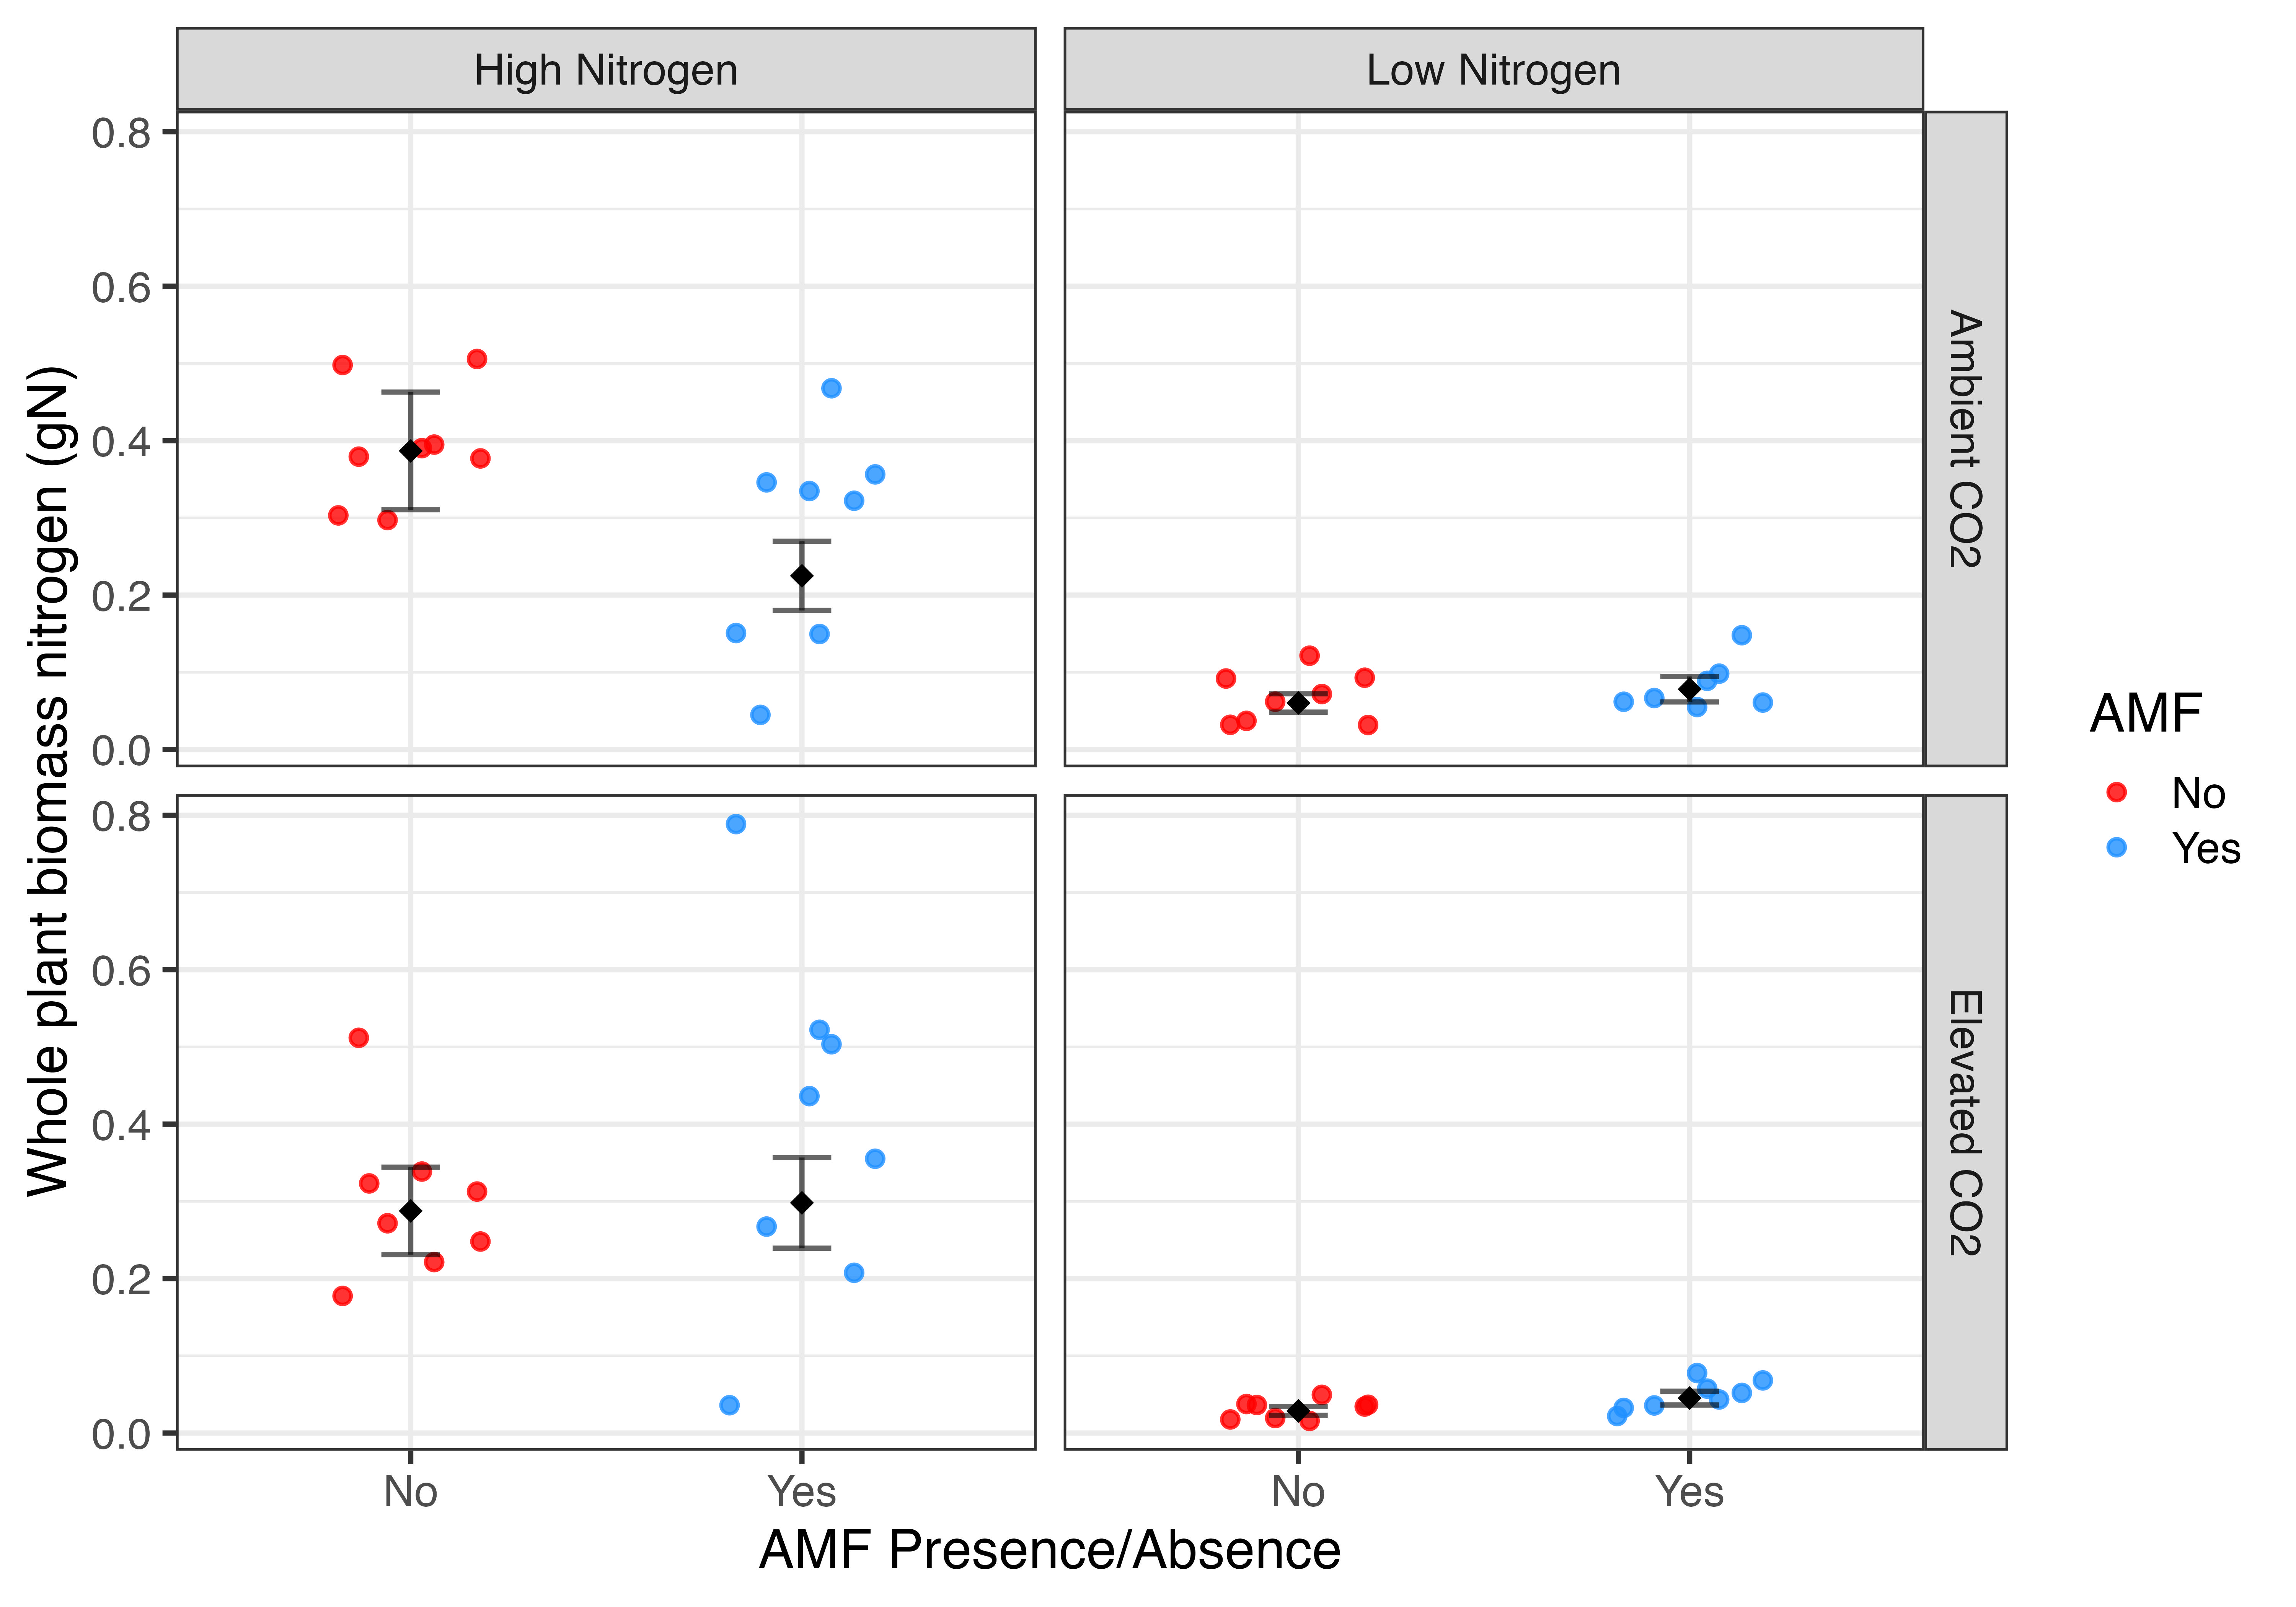 High Nitrogen
Low Nitrogen
Whole plant biomass nitrogen (gN)
0.8
0.6
0.4
0.2
0.0
Ambient CO2
0.8
0.6
0.4
0.2
0.0
Elevated CO2
No
Yes
No
Yes
AMF Presence/Absence
AMF
No
Yes